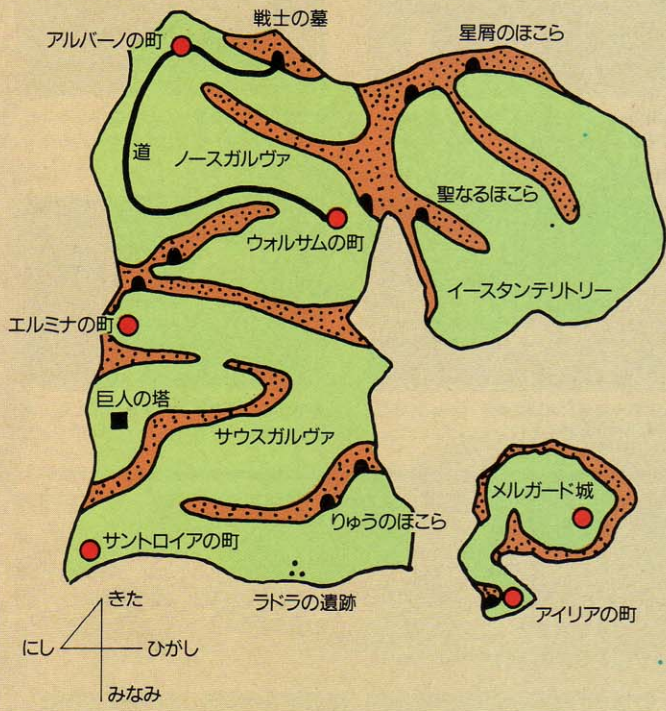 戦士の墓
アルバーノの町
星屑のほこら
道
ノースガルヴァ
聖なるほこら
ウォルサムの町
イースタンテリトリー
エルミナの町
巨人の塔
サウスガルヴァ
メルガード城
りゅうのほこら
サントロイアの町
ラドラの遺跡
アイリアの町
きた
にし
ひがし
みなみ